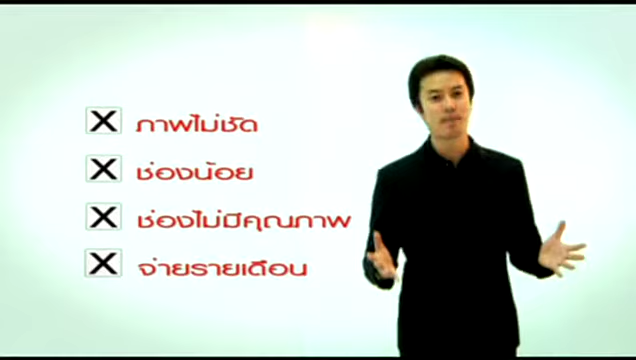 ภาพไม่ชัด
ช่องน้อย
ช่องไม่มีคุณภาพ
จ่ายรายเดือน